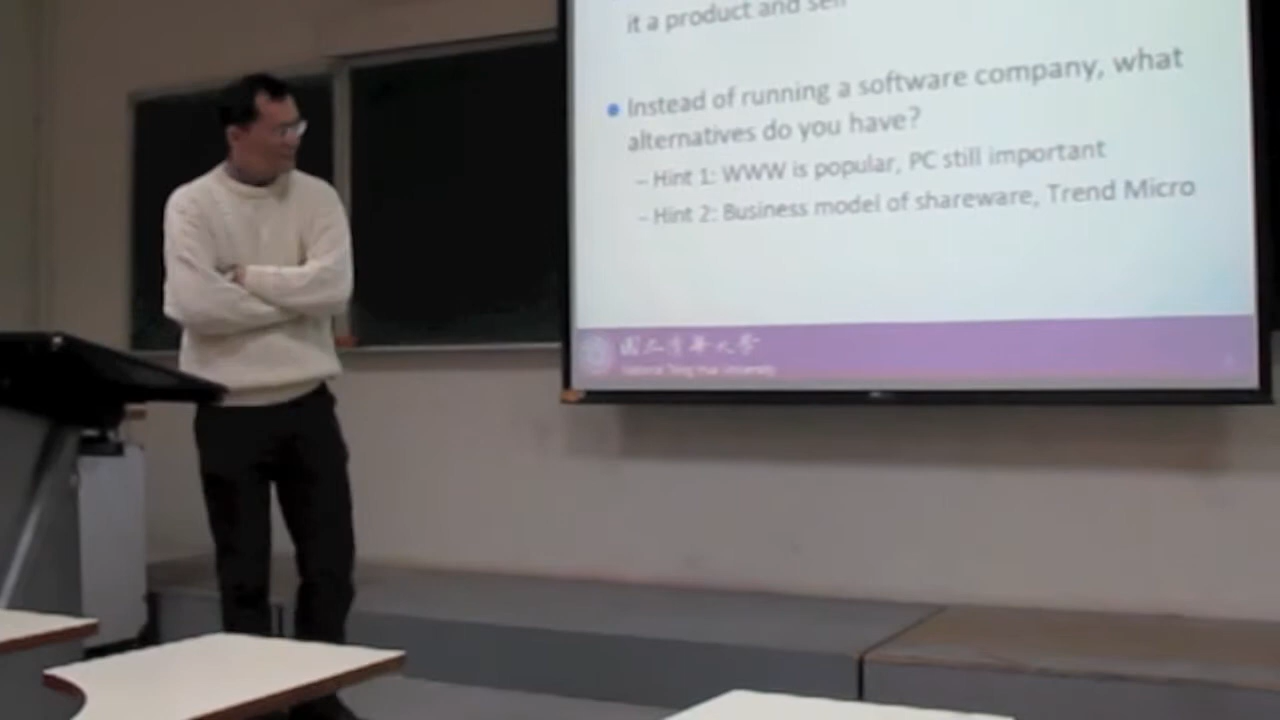 it a product and sell
Instead of running a software company, what
alternatives do you have?
– Hint 1: WWW is popular, PC still important
– Hint 2: Business model of shareware, Trend Micro
國立清華大學
National Tsing Hua University